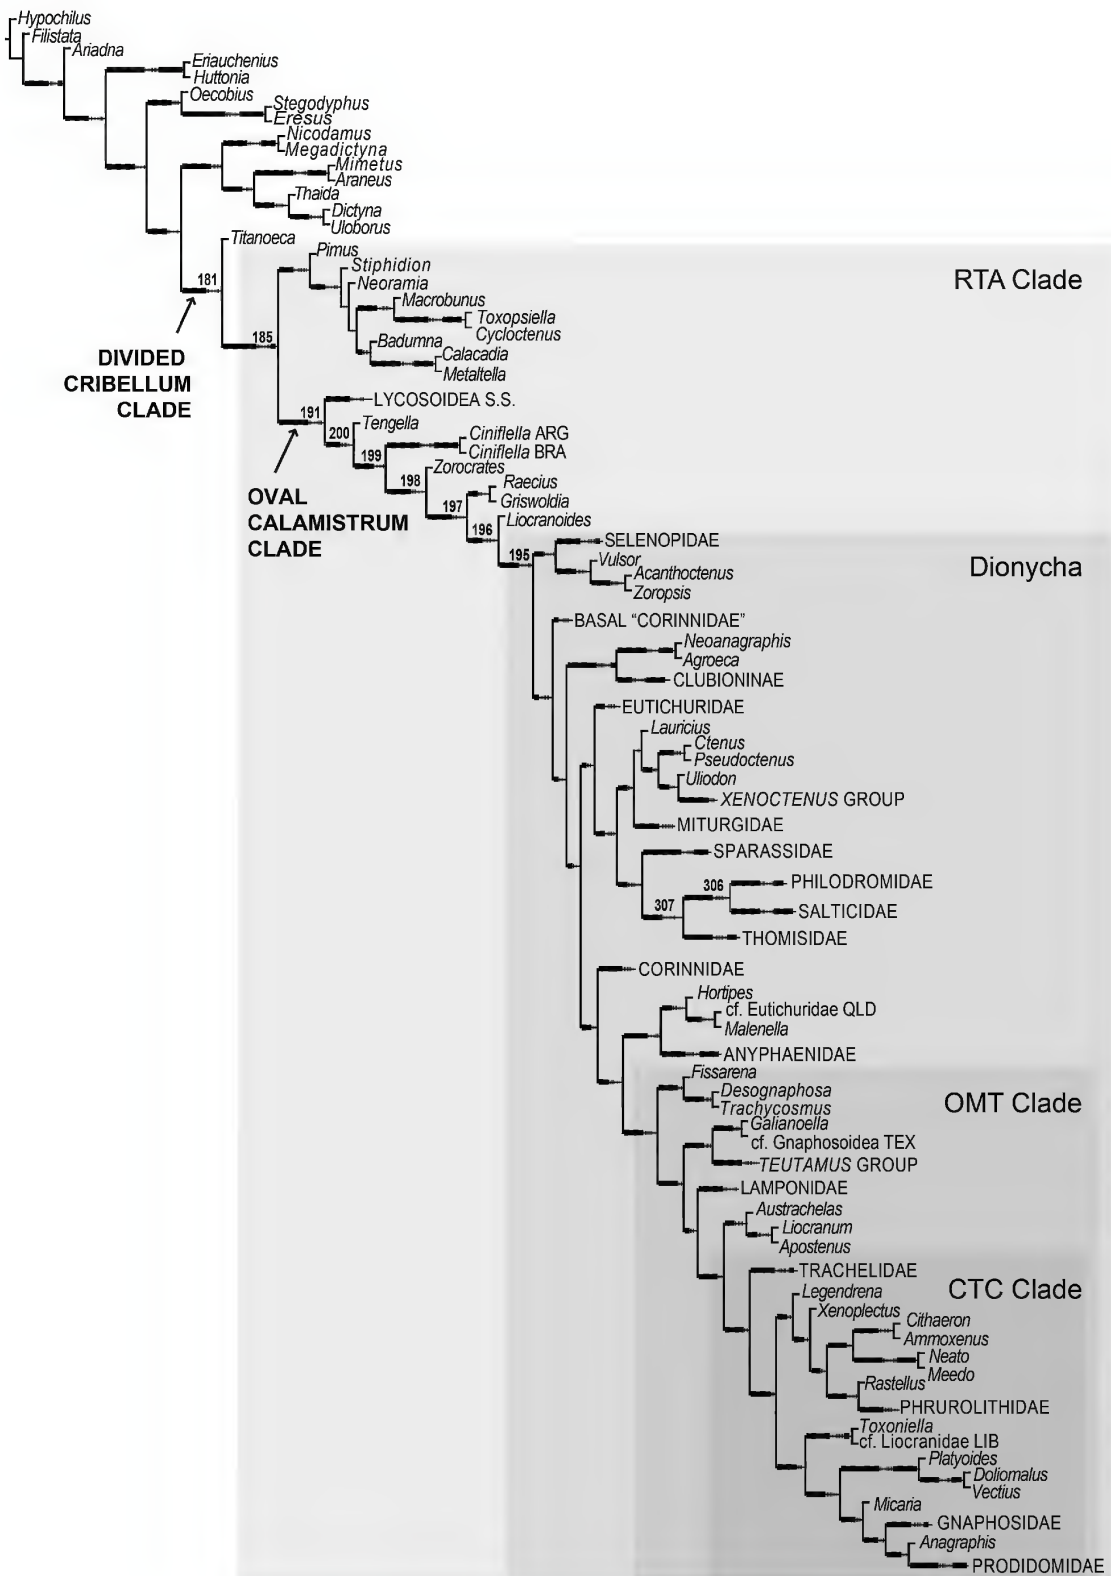 Hypochilus
Filistata
Ariadna
Eriauchenius
Huttonia
Oecobius
Stegodyphus
Eresus
Nicodamus
Megadictyna
Mimetus
Araneus
Thaida
Dictyna
Uloborus
Titanoeca
Pimus
Stiphidion
RTA Clade
Neoramia
181
Macrobunus
Toxopsiella
Cycloctenus
185
Badumna
DIVIDED
CRIBELLUM
CLADE
Calacadia
Metaltella
LYCOSOIDEA S.S.
191
Tengella
200
Ciniflella ARG
Ciniflella BRA
199
Zorocrates
198
Raecius
OVAL
CALAMISTRUM
CLADE
Griswoldia
197
Liocranoides
196
SELENOPIDAE
195
Vulsor
Dionycha
Acanthoctenus
Zoropsis
BASAL “CORINNIDAE”
Neoanagraphis
Agroeca
CLUBIONINAE
EUTICHURIDAE
Lauricius
Ctenus
Pseudoctenus
Uliodon
XENOCTENUS GROUP
MITURGIDAE
SPARASSIDAE
306
PHILODROMIDAE
307
SALTICIDAE
THOMISIDAE
CORINNIDAE
Hortipes
cf. Eutichuridae QLD
Malenella
ANYPHAENIDAE
Fissarena
Desognaphosa
OMT Clade
Trachycosmus
Galianoella
cf. Gnaphosoidea TEX
TEUTAMUS GROUP
LAMPONIDAE
Austrachelas
Liocranum
Apostenus
TRACHELIDAE
CTC Clade
Legendrena
Xenoplectus
Cithaeron
Ammoxenus
Neato
Meedo
Rastellus
PHRUROLITHIDAE
Toxoniella
cf. Liocranidae LIB
Platyoides
Doliomalus
Vectius
Micaria
GNAPHOSIDAE
Anagraphis
PRODIDOMIDAE